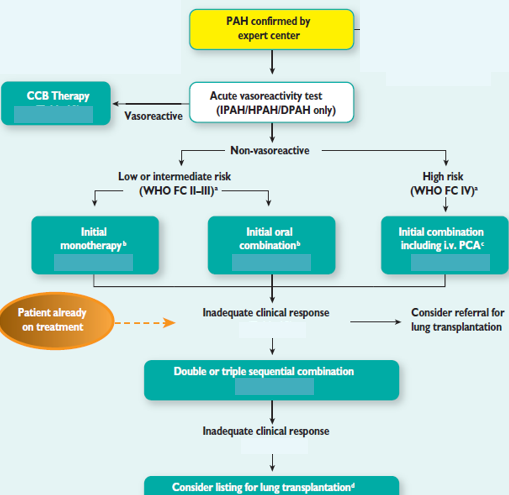 PAH confirmed by
expert center
CCB Therapy
Acute vasoreactivity test
(IPAH/HPAH/DPAH only)
Vasoreactive
Non-vasoreactive
Low or intermediate risk
(WHO FC II–III)ᵃ
High risk
(WHO FC IV)ᵃ
Initial
monotherapyᵇ
Initial oral
combinationᵇ
Initial combination
including i.v. PCAᶜ
Patient already
on treatment
Inadequate clinical response
Consider referral for
lung transplantation
Double or triple sequential combination
Inadequate clinical response
Consider listing for lung transplantationᵈ